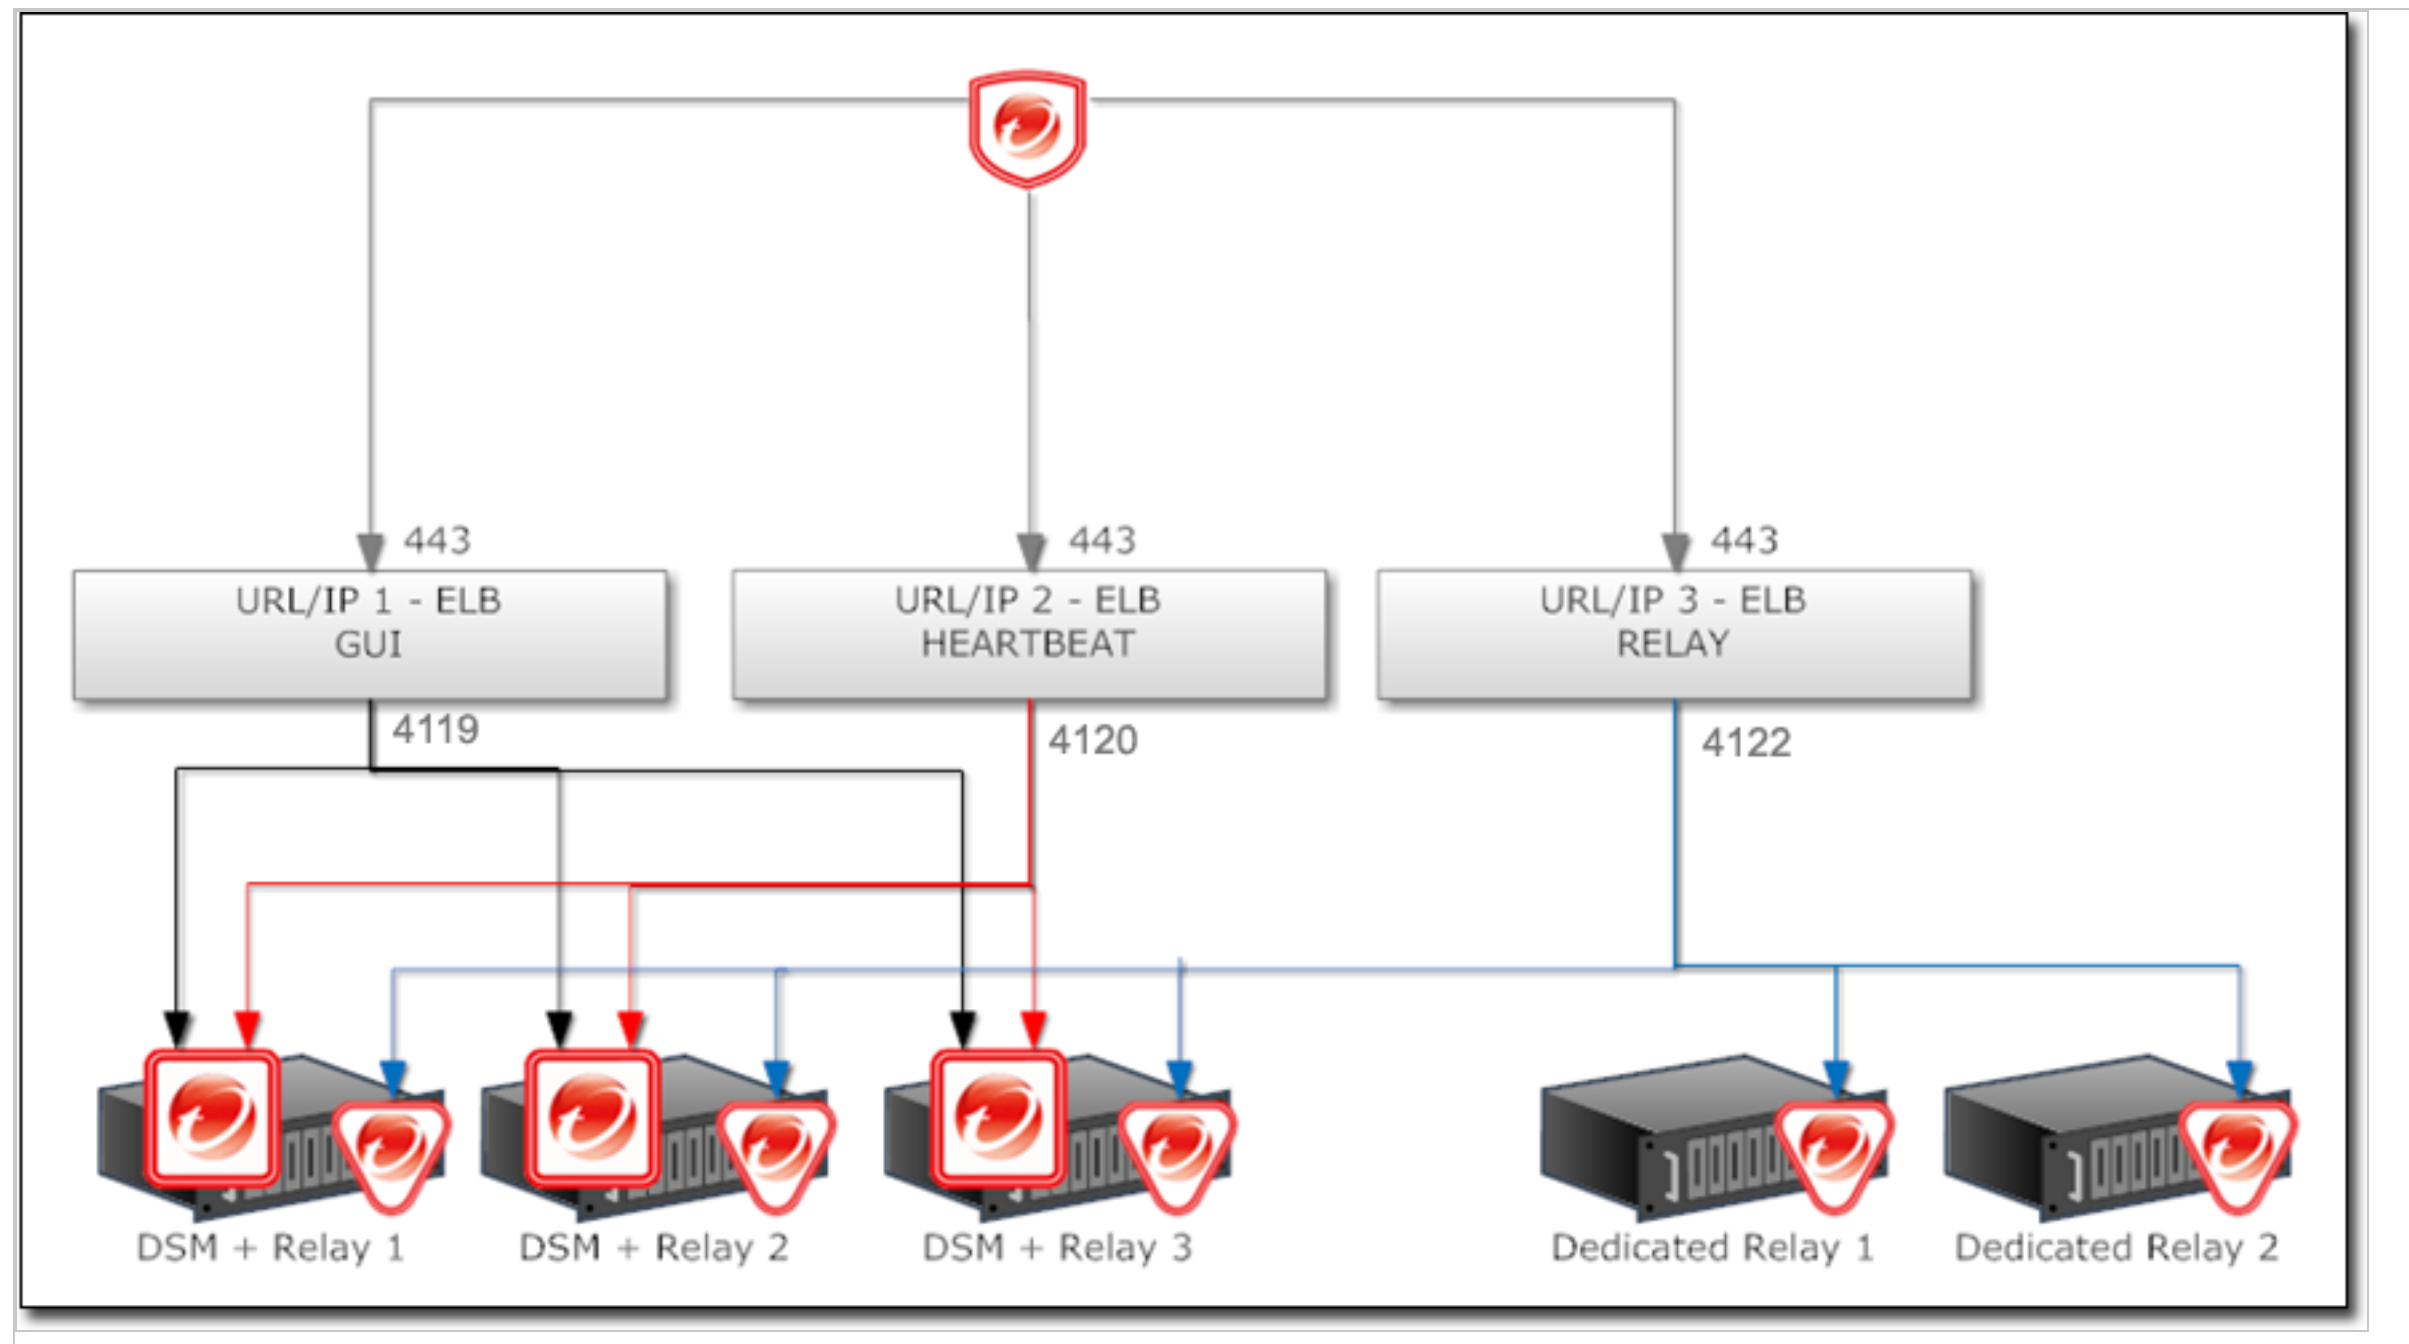 443
443
443
URL/IP 1 - ELB
GUI
URL/IP 2 - ELB
HEARTBEAT
URL/IP 3 - ELB
RELAY
4119
4120
4122
DSM + Relay 1
DSM + Relay 2
DSM + Relay 3
Dedicated Relay 1
Dedicated Relay 2